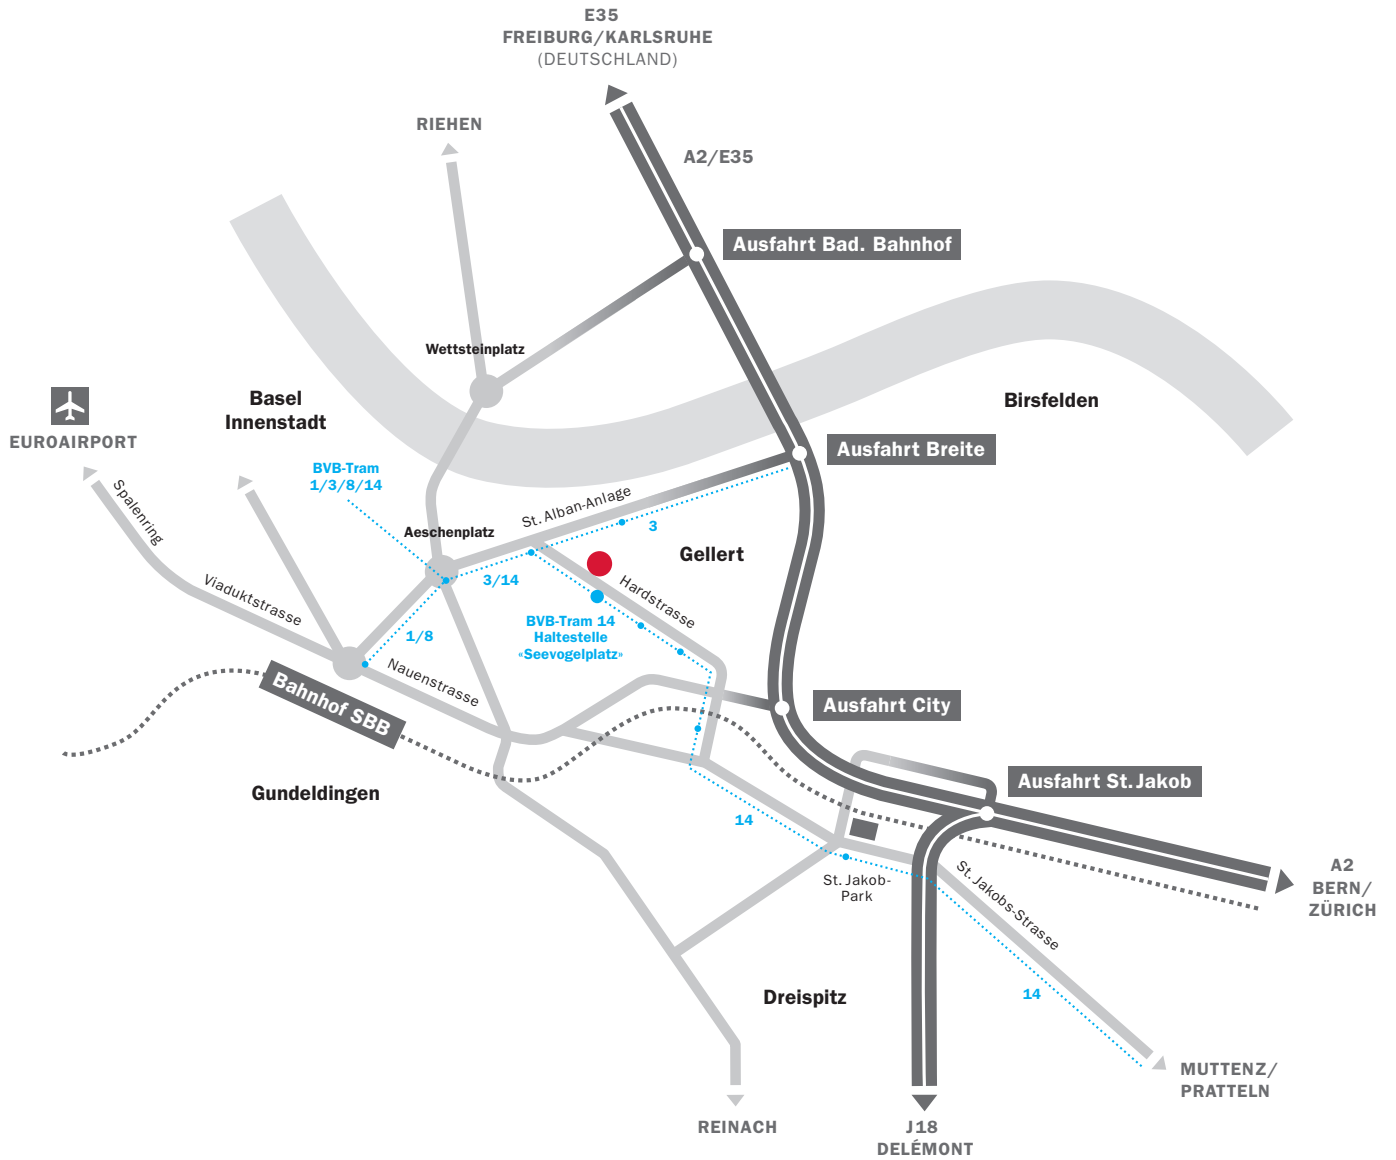 E35
FREIBURG/KARLSRUHE
(DEUTSCHLAND)
RIEHEN
A2/E35
Ausfahrt Bad. Bahnhof
Wettsteinplatz
Basel
Innenstadt
Birsfelden
EUROAIRPORT
Ausfahrt Breite
BVB-Tram
1/3/8/14
Spalenring
St. Alban-Anlage
3
Aeschenplatz
Gellert
3/14
Hardstrasse
Viaduktstrasse
BVB-Tram 14
Haltestelle
«Seevogelplatz»
1/8
Nauenstrasse
Bahnhof SBB
Ausfahrt City
Ausfahrt St. Jakob
Gundeldingen
14
St. Jakob-
Park
St. Jakobs-Strasse
A2
BERN/
ZÜRICH
Dreispitz
14
MUTTENZ/
PRATTELN
REINACH
J18
DELÉMONT